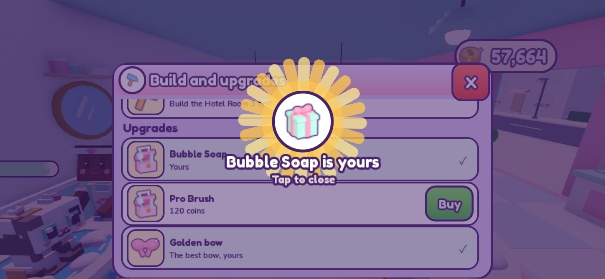 57,664
Build and upgrades
Build the Hotel Room
Upgrades
Bubble Soap
Yours
Bubble Soap is yours
Tap to close
Pro Brush
120 coins
Buy
Golden bow
The best bow, yours